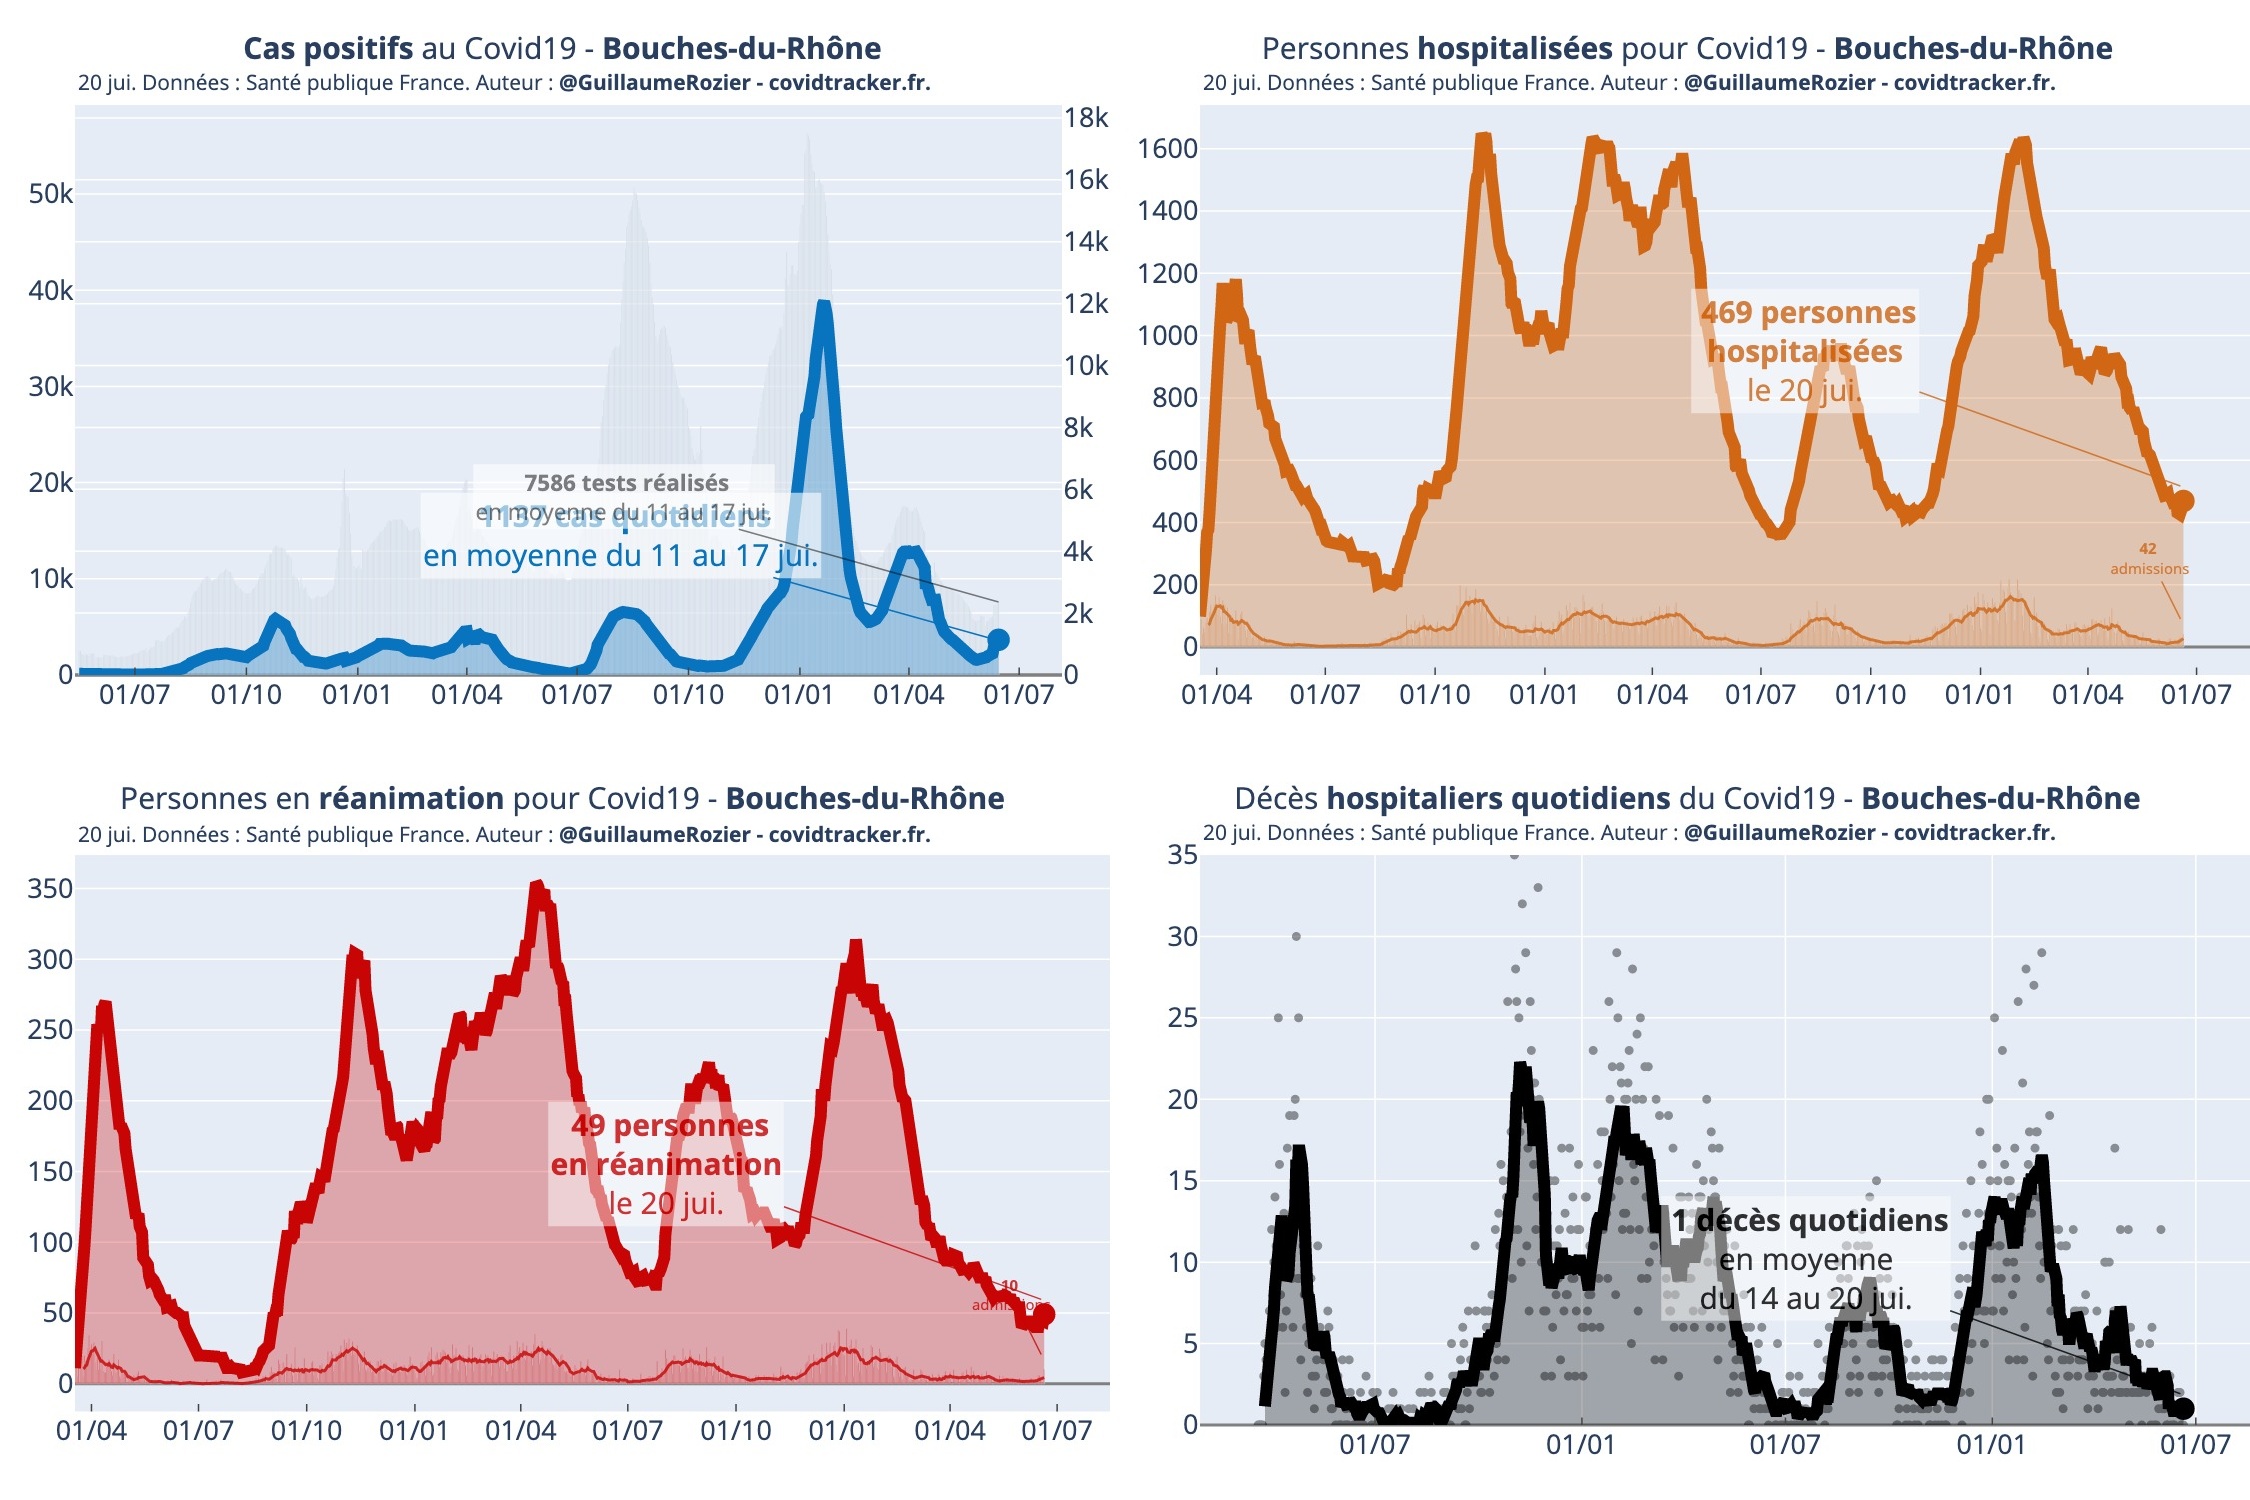 Cas positifs au Covid19 - Bouches-du-Rhône
20 jui. Données : Santé publique France. Auteur : @GuillaumeRozier - covidtracker.fr.
18k
16k
14k
12k
10k
8k
6k
4k
2k
0
50k
40k
30k
20k
10k
0
7586 tests réalisés
en moyenne du 11 au 17 jui.
1137 cas quotidiens
en moyenne du 11 au 17 jui.
01/07 01/10 01/01 01/04 01/07 01/10 01/01 01/04 01/07
Personnes hospitalisées pour Covid19 - Bouches-du-Rhône
20 jui. Données : Santé publique France. Auteur : @GuillaumeRozier - covidtracker.fr.
1600
1400
1200
1000
800
600
400
200
0
469 personnes
hospitalisées
le 20 jui.
42
admissions
01/04 01/07 01/10 01/01 01/04 01/07 01/10 01/01 01/04 01/07
Personnes en réanimation pour Covid19 - Bouches-du-Rhône
20 jui. Données : Santé publique France. Auteur : @GuillaumeRozier - covidtracker.fr.
350
300
250
200
150
100
50
0
49 personnes
en réanimation
le 20 jui.
10
admissions
01/04 01/07 01/10 01/01 01/04 01/07 01/10 01/01 01/04 01/07
Décès hospitaliers quotidiens du Covid19 - Bouches-du-Rhône
20 jui. Données : Santé publique France. Auteur : @GuillaumeRozier - covidtracker.fr.
35
30
25
20
15
10
5
0
1 décès quotidiens
en moyenne
du 14 au 20 jui.
01/07 01/01 01/07 01/01 01/07